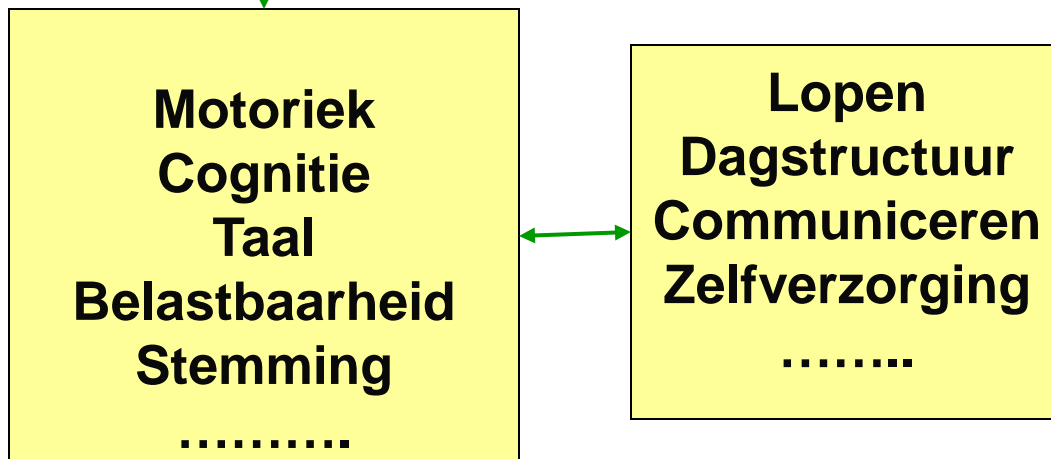 Motoriek
Cognitie
Taal
Belastbaarheid
Stemming
……….
Lopen
Dagstructuur
Communiceren
Zelfverzorging
……..